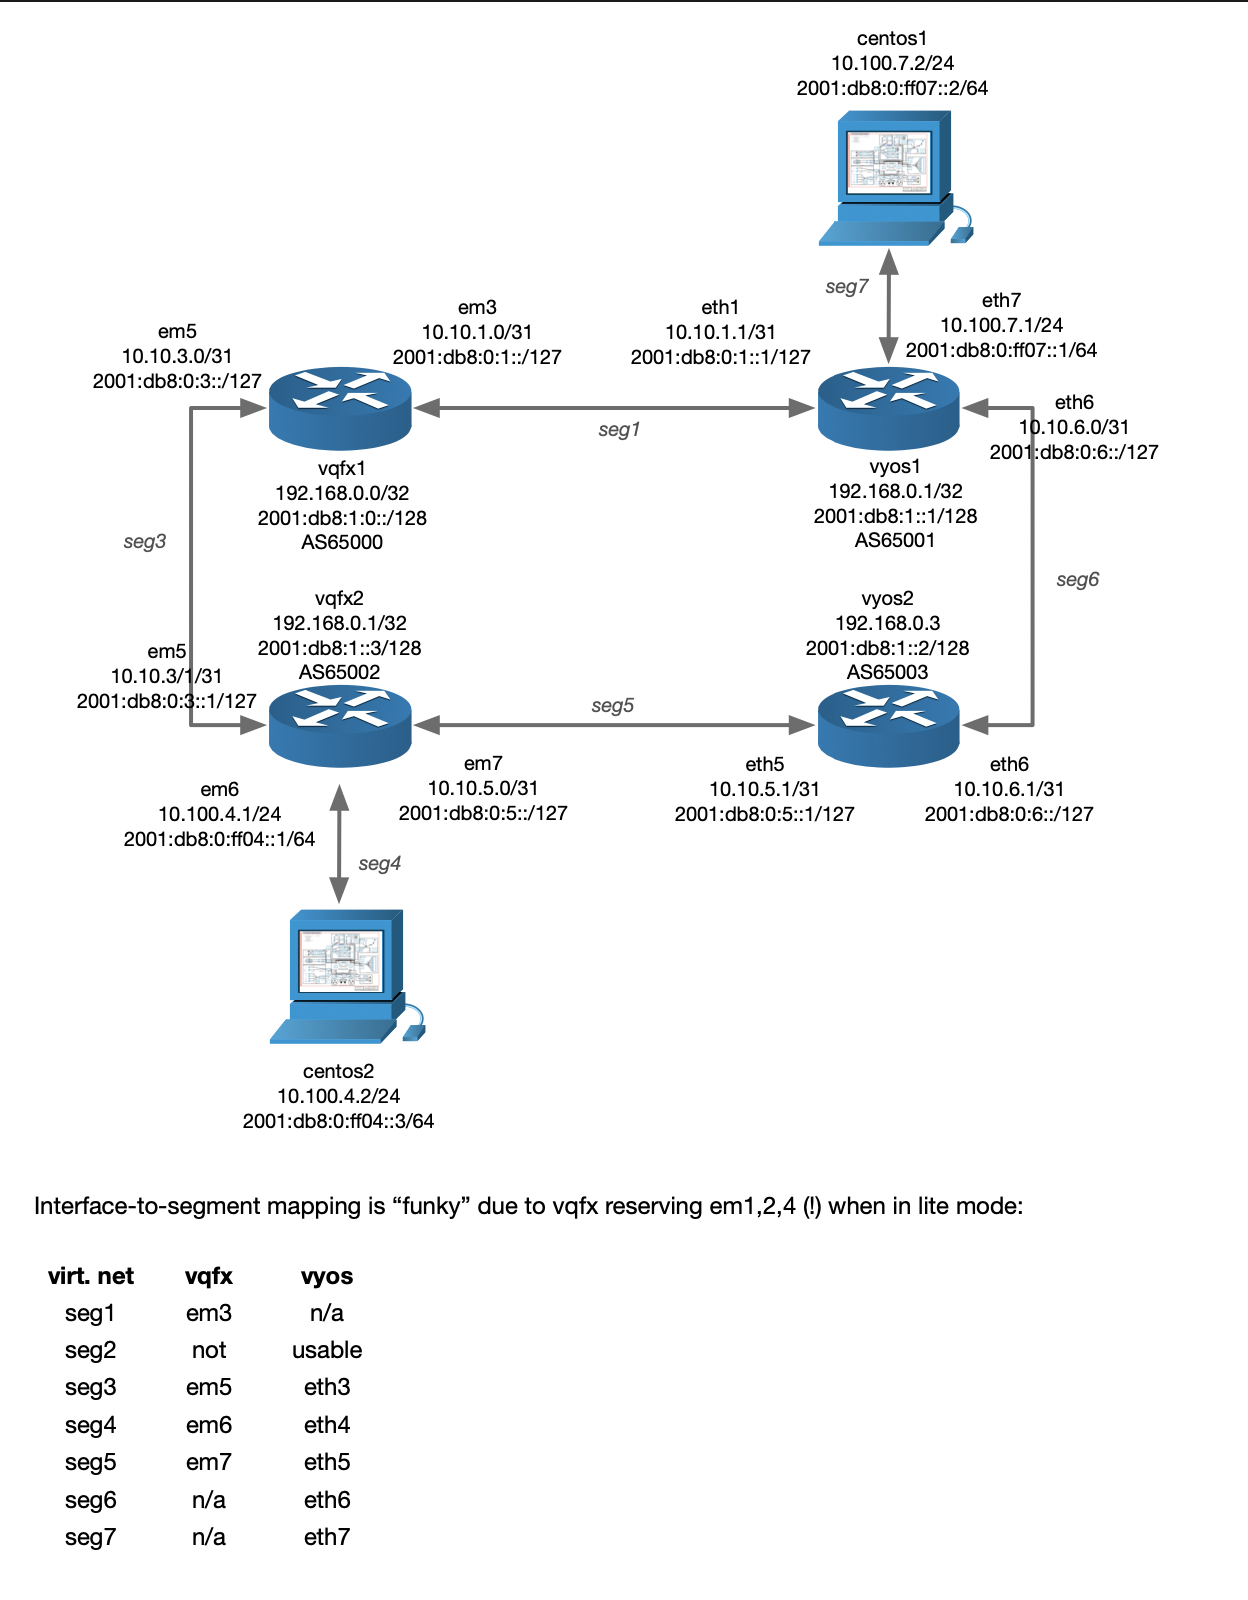 centos1
10.100.7.2/24
2001:db8:0:ff07::2/64
seg7
eth7
10.100.7.1/24
2001:db8:0:ff07::1/64
em5
10.10.3.0/31
2001:db8:0:3::/127
em3
10.10.1.0/31
2001:db8:0:1::/127
eth1
10.10.1.1/31
2001:db8:0:1::1/127
seg1
eth6
10.10.6.0/31
2001:db8:0:6::/127
vqfx1
192.168.0.0/32
2001:db8:1:0::/128
AS65000
vyos1
192.168.0.1/32
2001:db8:1::1/128
AS65001
seg3
seg6
vqfx2
192.168.0.1/32
2001:db8:1::3/128
AS65002
vyos2
192.168.0.3
2001:db8:1::2/128
AS65003
em5
10.10.3/1/31
2001:db8:0:3::1/127
seg5
em6
10.100.4.1/24
2001:db8:0:ff04::1/64
em7
10.10.5.0/31
2001:db8:0:5::/127
eth5
10.10.5.1/31
2001:db8:0:5::1/127
eth6
10.10.6.1/31
2001:db8:0:6::/127
seg4
centos2
10.100.4.2/24
2001:db8:0:ff04::3/64
Interface-to-segment mapping is “funky” due to vqfx reserving em1,2,4 (!) when in lite mode:
virt. net vqfx vyos
seg1 em3 n/a
seg2 not usable
seg3 em5 eth3
seg4 em6 eth4
seg5 em7 eth5
seg6 n/a eth6
seg7 n/a eth7